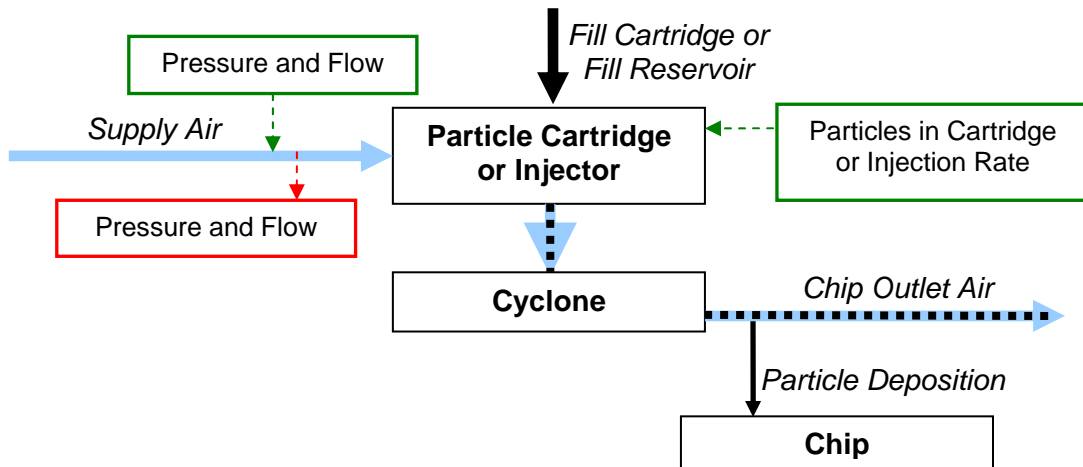 Fill Cartridge or
Fill Reservoir
Pressure and Flow
Supply Air
Particle Cartridge
or Injector
Particles in Cartridge
or Injection Rate
Pressure and Flow
Cyclone
Chip Outlet Air
Particle Deposition
Chip